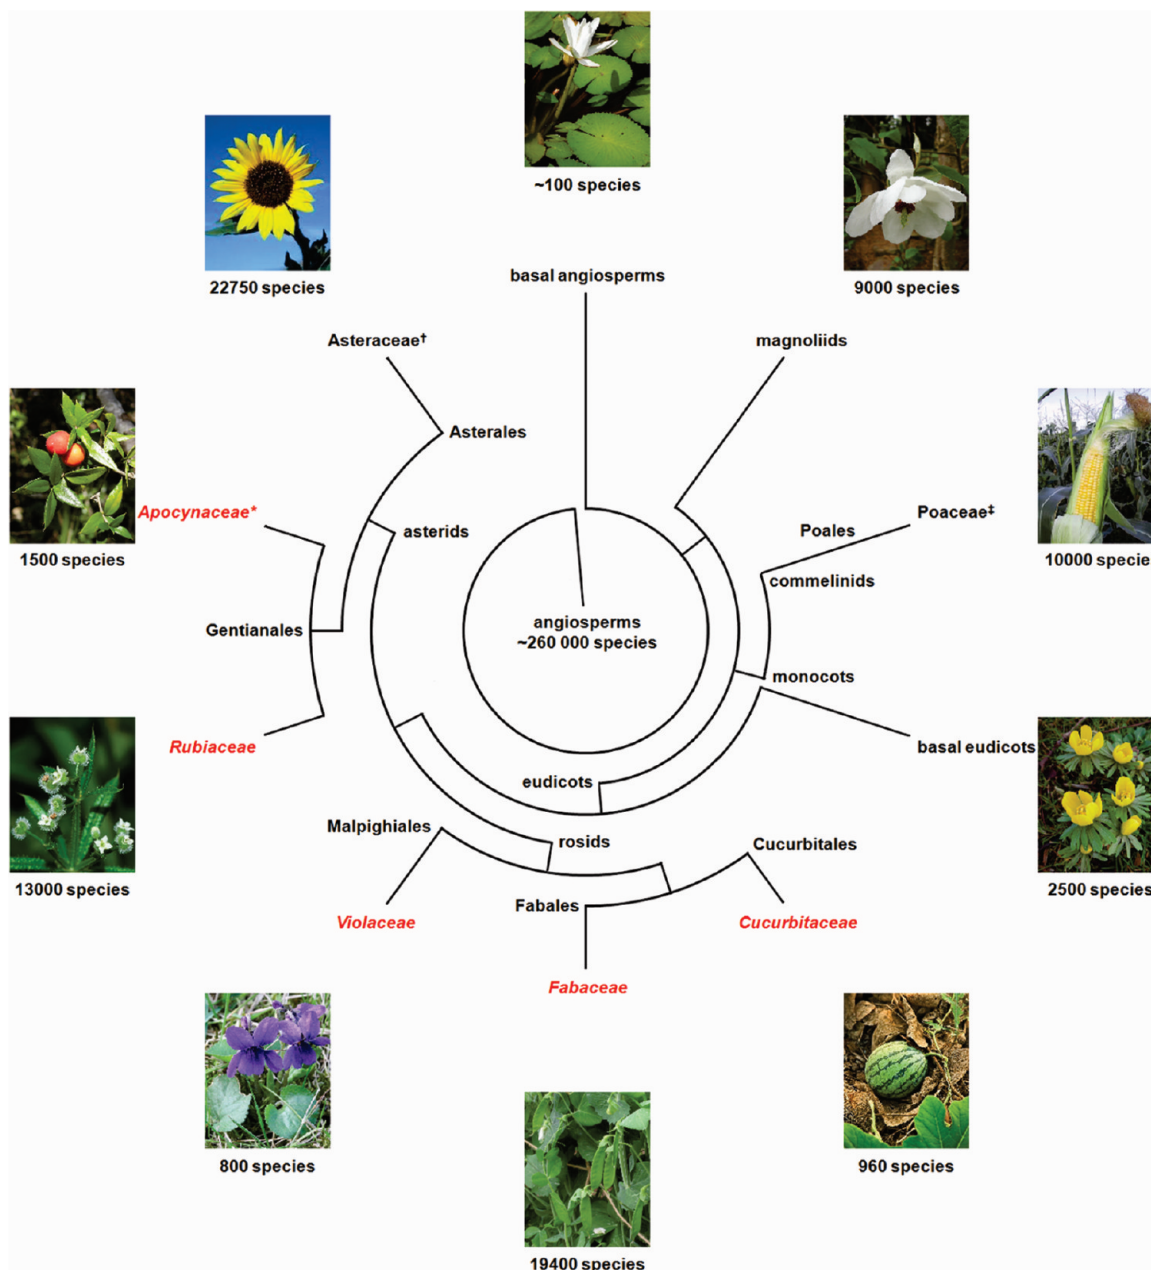 ~100 species
22750 species
basal angiosperms
9000 species
Asteraceae†
magnoliids
Asterales
Apocynaceae*
asterids
Poales
Poaceae‡
1500 species
commelinids
10000 specie
Gentianales
angiosperms
~260 000 species
monocots
Rubiaceae
basal eudicots
eudicots
Malpighiales
rosids
Cucurbitales
13000 species
2500 species
Fabales
Violaceae
Cucurbitaceae
Fabaceae
800 species
960 species
19400 species